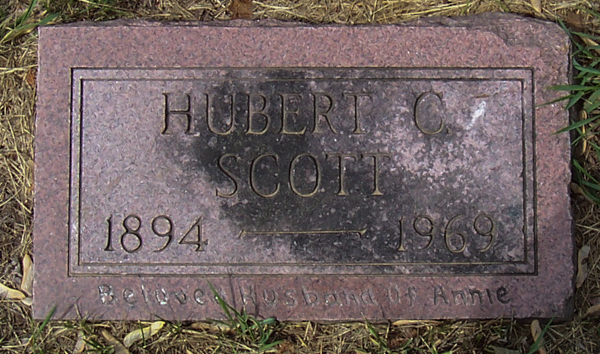 HUBERT C.
SCOTT
1894 — 1969
Beloved Husband Of Annie